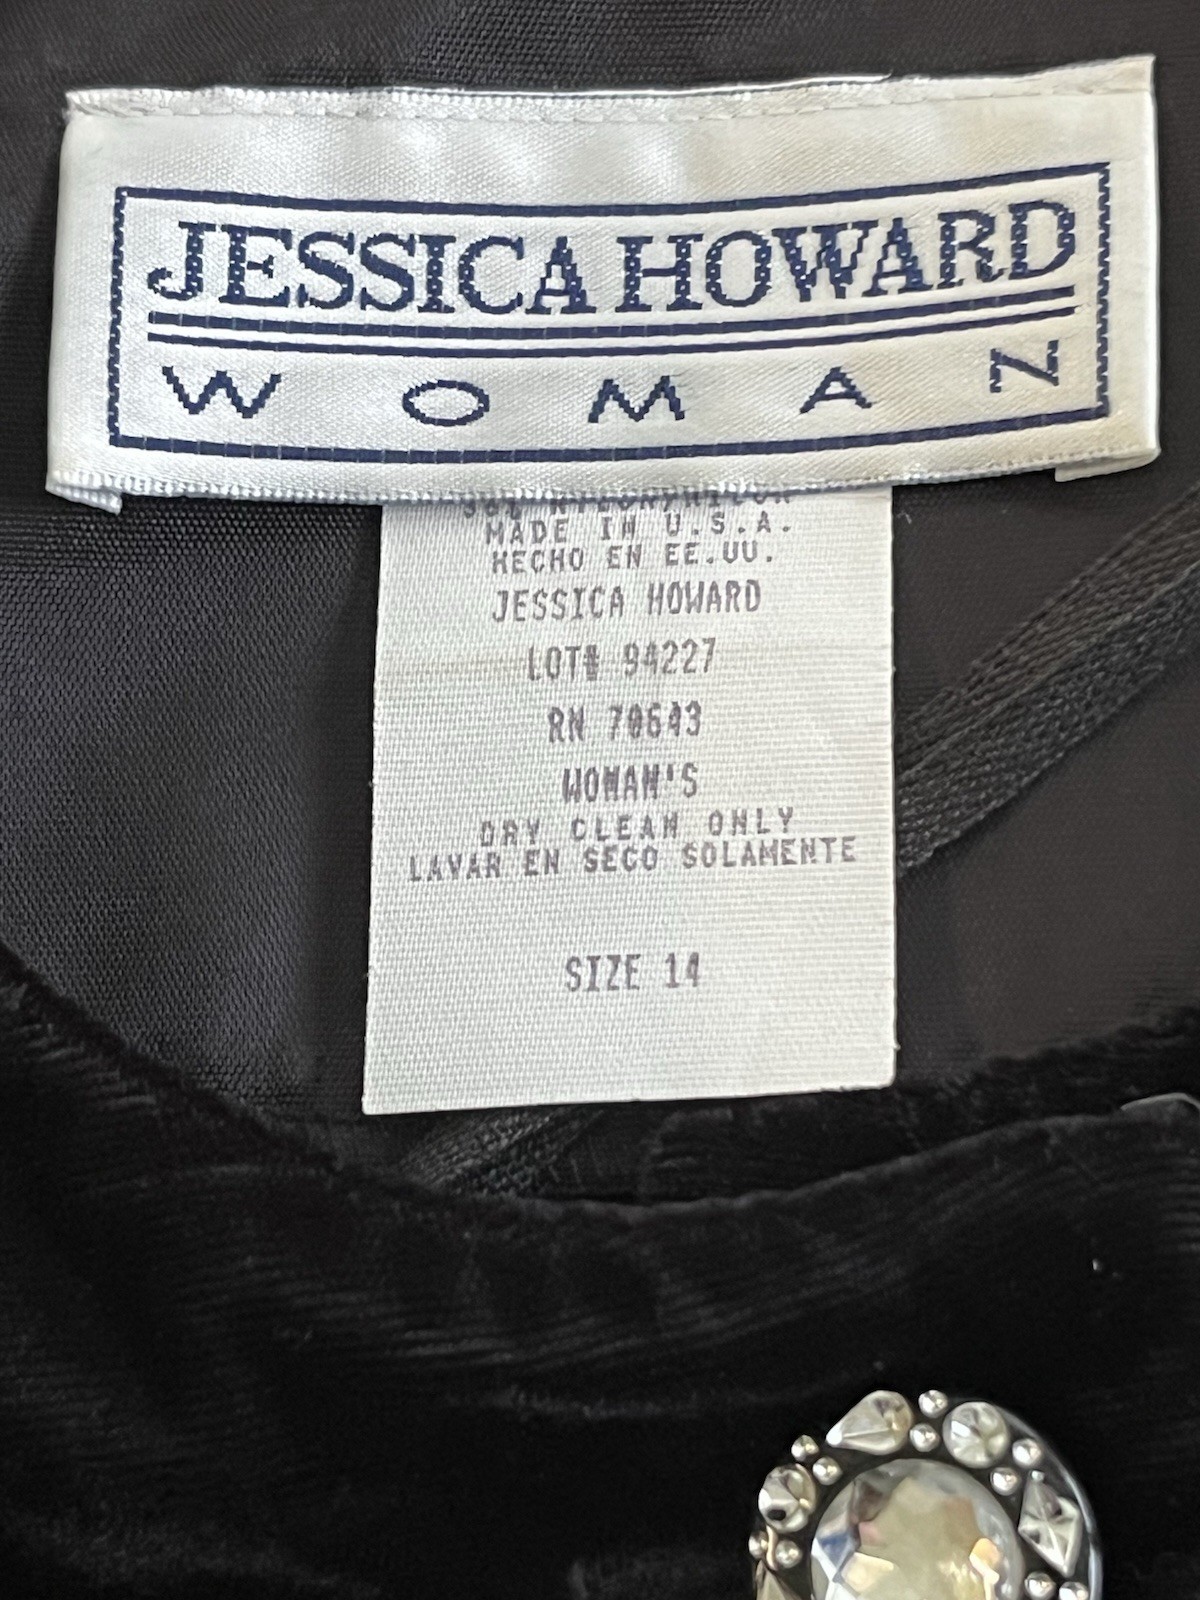 JESSICA HOWARD
WOMAN
MADE IN U.S.A.
HECHO EN EE.UU.
JESSICA HOWARD
LOT# 94227
RN 70643
WOMAN'S
DRY CLEAN ONLY
LAVAR EN SECO SOLAMENTE
SIZE 14